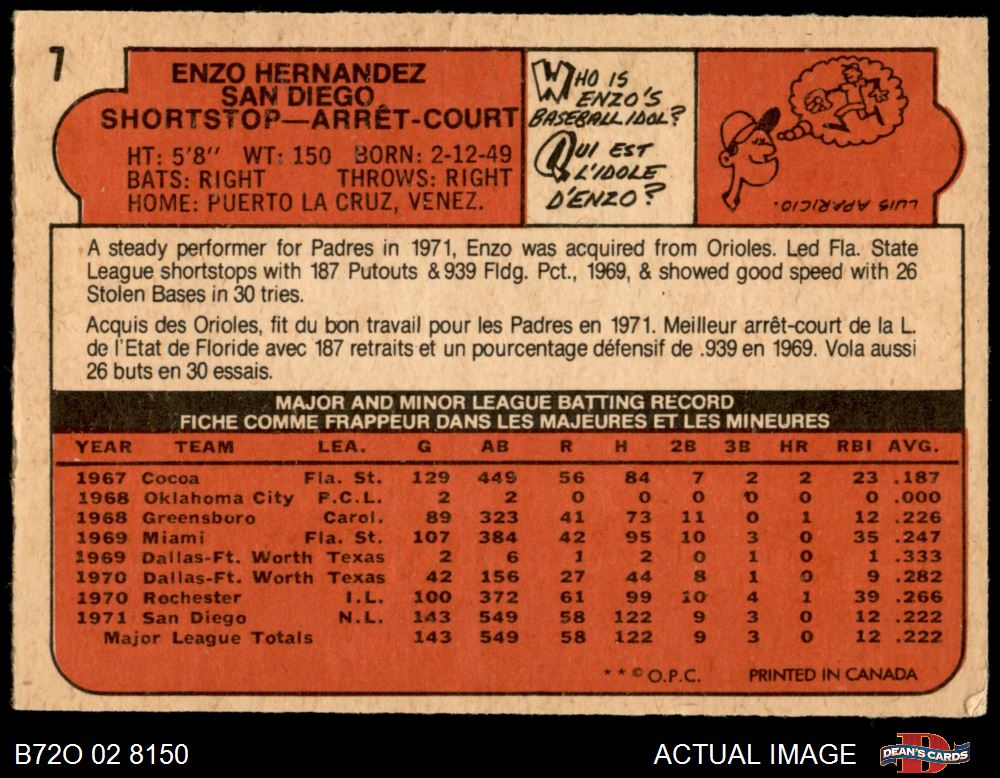 7
ENZO HERNANDEZ
SAN DIEGO
SHORTSTOP—ARRÊT-COURT
HT: 5'8" WT: 150 BORN: 2-12-49
BATS: RIGHT THROWS: RIGHT
HOME: PUERTO LA CRUZ, VENEZ.
WHO IS
ENZO'S
BASEBALL IDOL?
QUI EST
L'IDOLE
D'ENZO?
LUIS APARICIO.
A steady performer for Padres in 1971, Enzo was acquired from Orioles. Led Fla. State
League shortstops with 187 Putouts & 939 Fldg. Pct., 1969, & showed good speed with 26
Stolen Bases in 30 tries.
Acquis des Orioles, fit du bon travail pour les Padres en 1971. Meilleur arrêt-court de la L.
de l'Etat de Floride avec 187 retraits et un pourcentage défensif de .939 en 1969. Vola aussi
26 buts en 30 essais.
MAJOR AND MINOR LEAGUE BATTING RECORD
FICHE COMME FRAPPEUR DANS LES MAJEURES ET LES MINEURES
YEAR TEAM LEA. G AB R H 2B 3B HR RBI AVG.
1967 Cocoa Fla. St. 129 449 56 84 7 2 2 23 .187
1968 Oklahoma City P.C.L. 2 2 0 0 0 0 0 0 .000
1968 Greensboro Carol. 89 323 41 73 11 0 1 12 .226
1969 Miami Fla. St. 107 384 42 95 10 3 0 35 .247
1969 Dallas-Ft. Worth Texas 2 6 1 2 0 1 0 1 .333
1970 Dallas-Ft. Worth Texas 42 156 27 44 8 1 0 9 .282
1970 Rochester I.L. 100 372 61 99 10 4 1 39 .266
1971 San Diego N.L. 143 549 58 122 9 3 0 12 .222
Major League Totals 143 549 58 122 9 3 0 12 .222
**© O.P.C. PRINTED IN CANADA
B72O 02 8150
ACTUAL IMAGE
D
DEAN'S CARDS